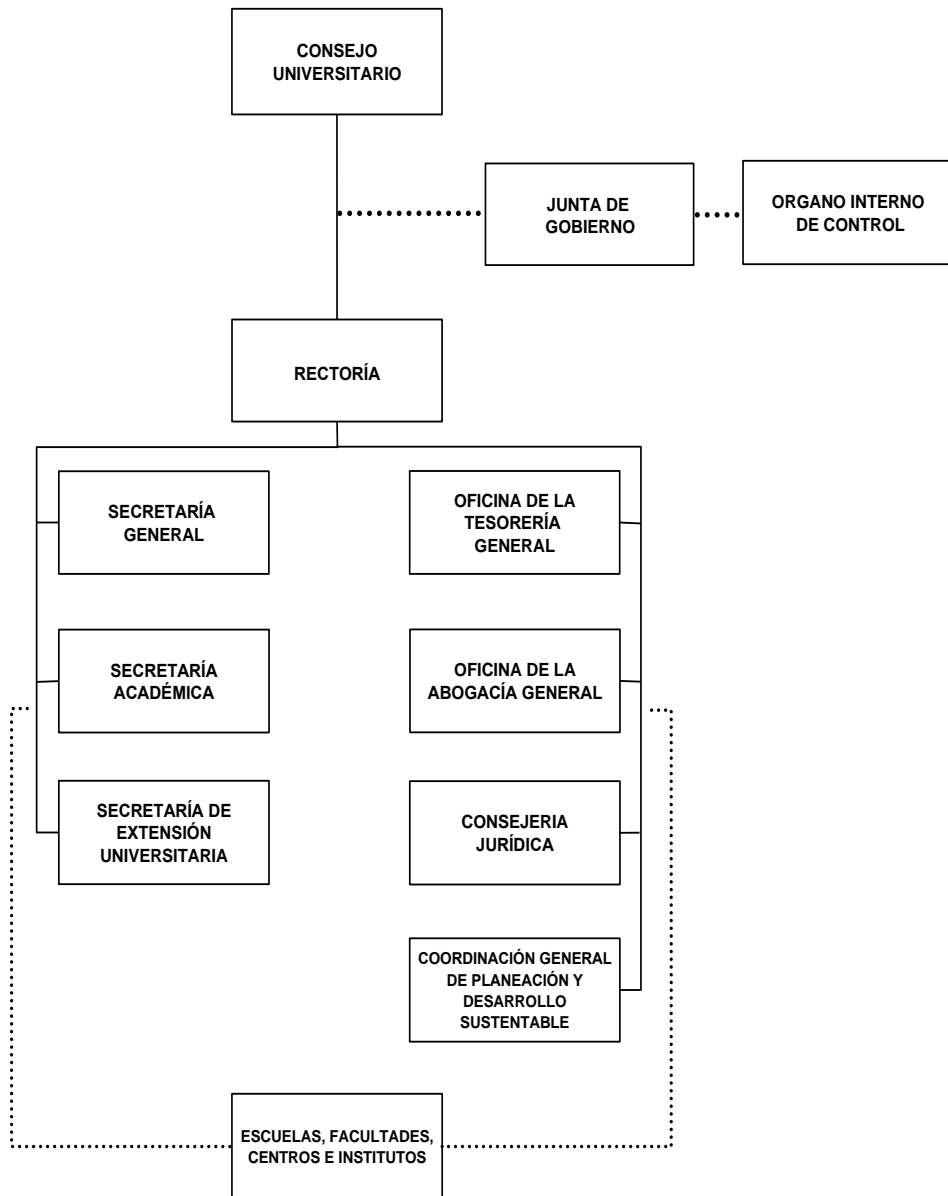 CONSEJO
UNIVERSITARIO
JUNTA DE
GOBIERNO
ORGANO INTERNO
DE CONTROL
RECTORÍA
SECRETARÍA
GENERAL
OFICINA DE LA
TESORERÍA
GENERAL
SECRETARÍA
ACADÉMICA
OFICINA DE LA
ABOGACÍA GENERAL
SECRETARÍA DE
EXTENSIÓN
UNIVERSITARIA
CONSEJERIA
JURÍDICA
COORDINACIÓN GENERAL
DE PLANEACIÓN Y
DESARROLLO
SUSTENTABLE
ESCUELAS, FACULTADES,
CENTROS E INSTITUTOS